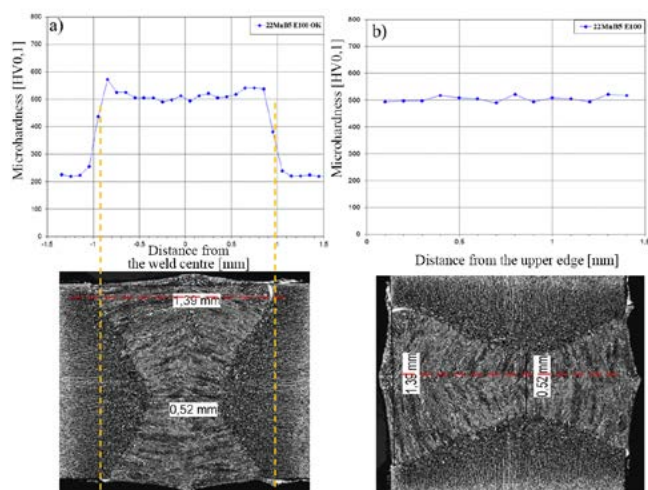 a)
22MnB5 E100 OK
Microhardness [HV0,1]
800
700
600
500
400
300
200
100
0
-1.5
-1
-0.5
0
0.5
1
1.5
Distance from
the weld centre [mm]
1,39 mm
0,52 mm
b)
22MnB5 E100
Microhardness [HV0,1]
800
700
600
500
400
300
200
100
0
0
0.5
1
1.5
Distance from the upper edge [mm]
1,39 mm
0,52 mm